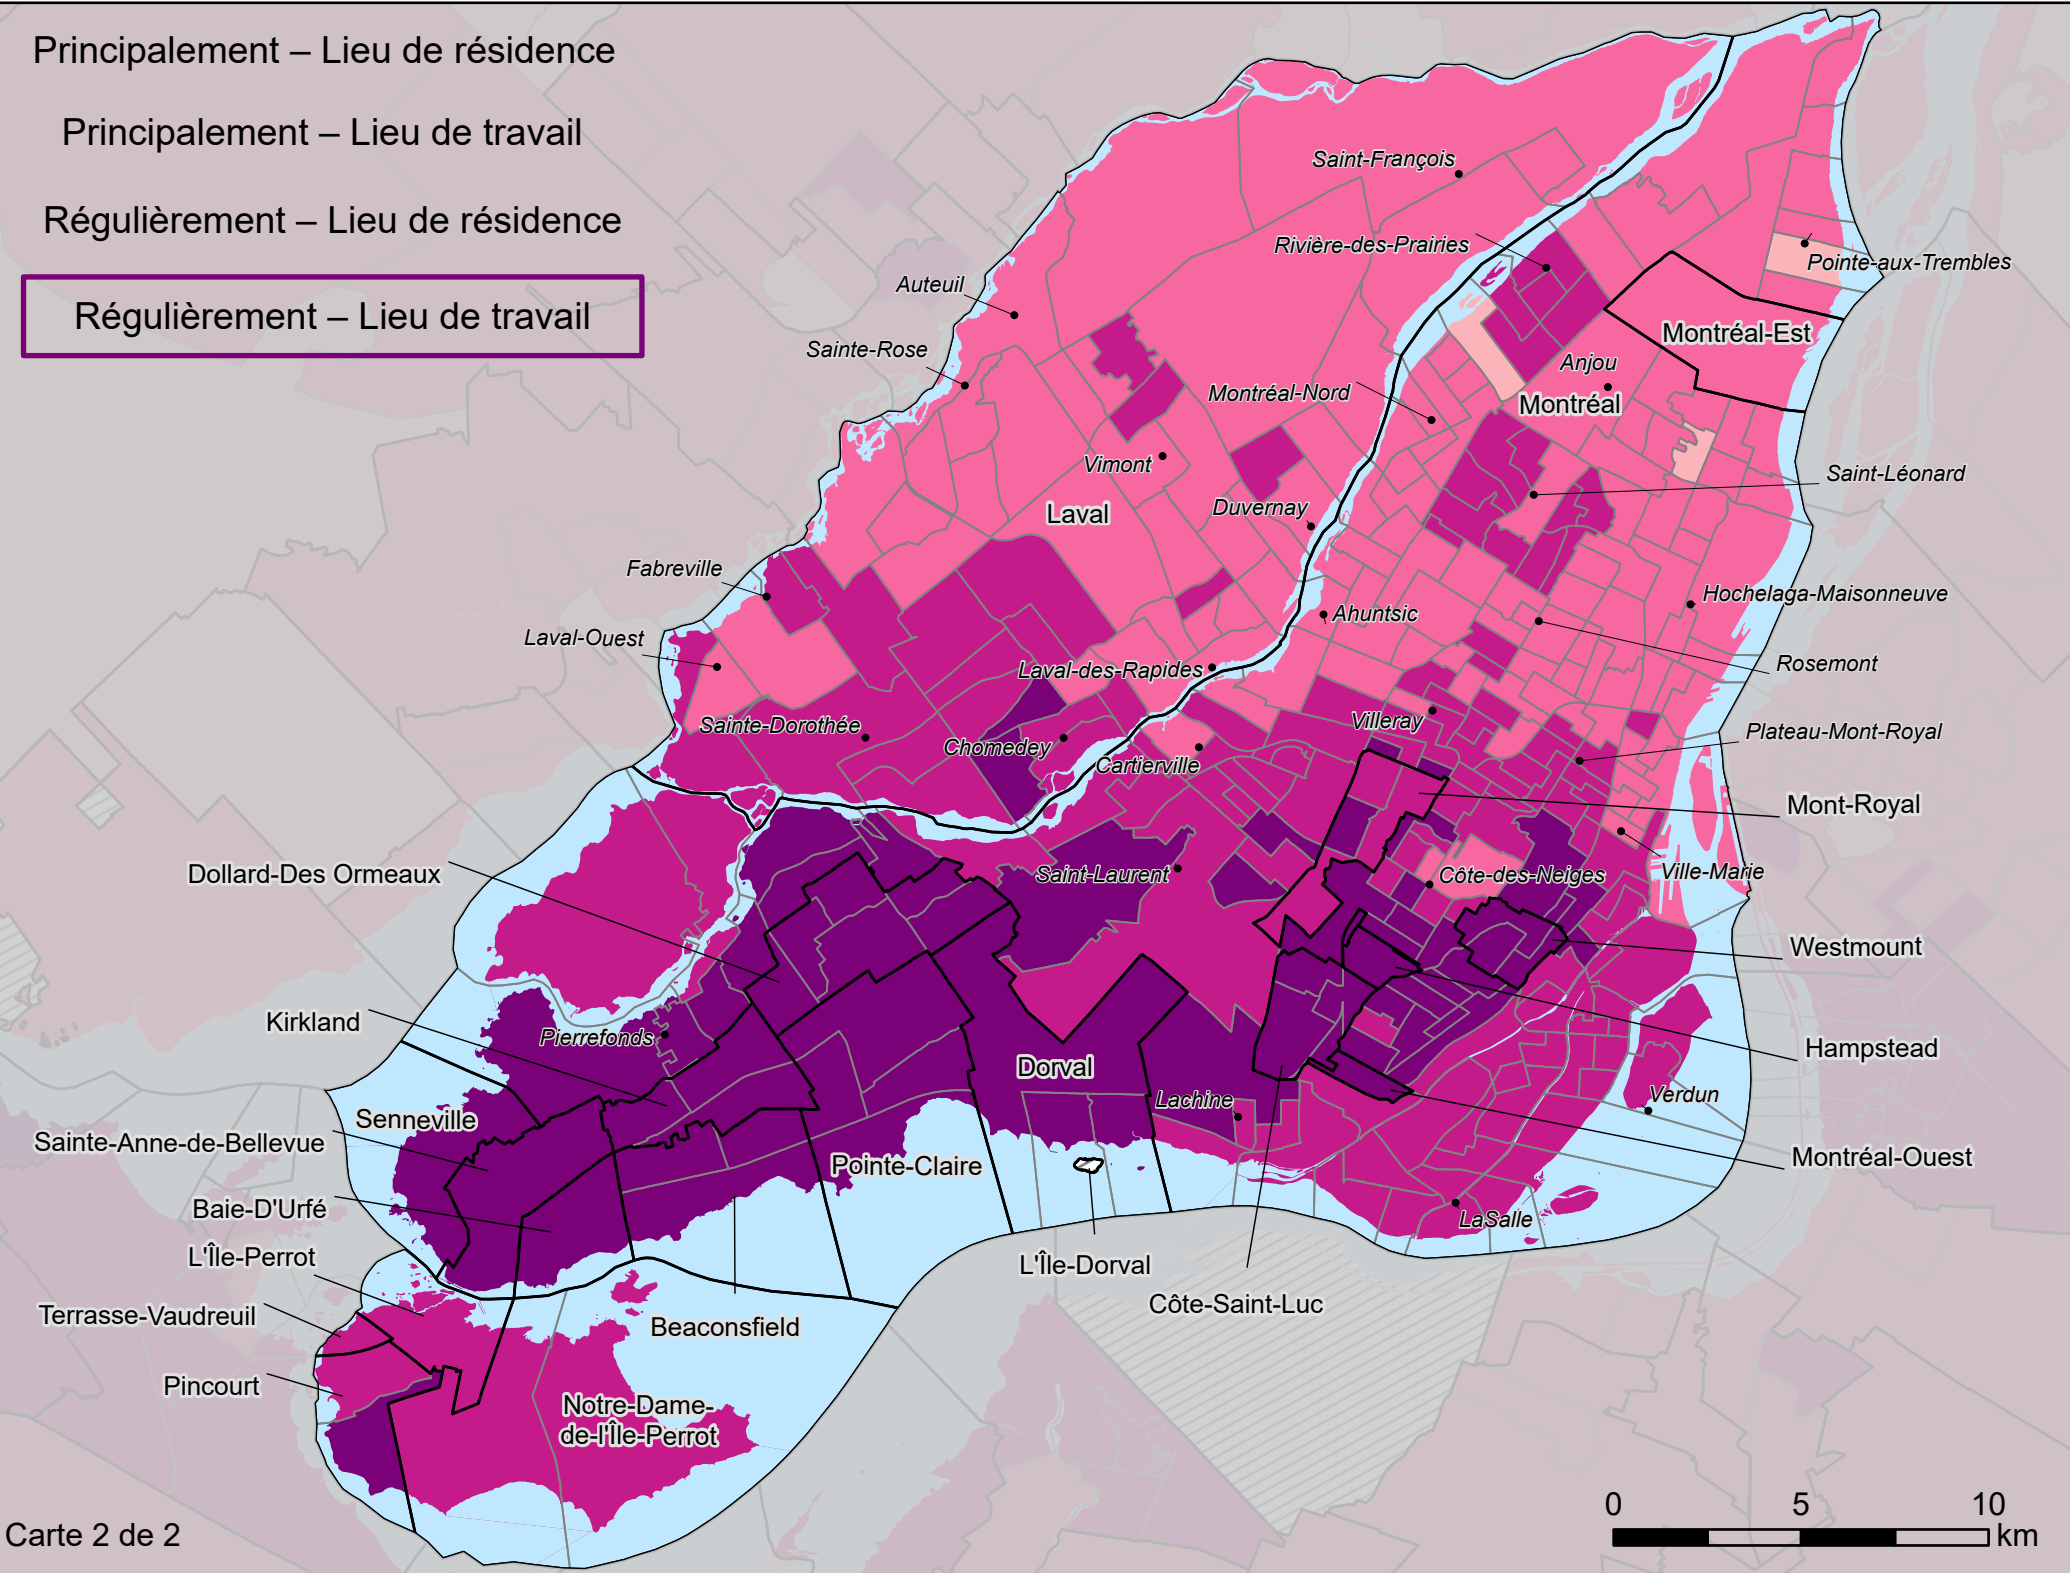 Principalement – Lieu de résidence
Principalement – Lieu de travail
Régulièrement – Lieu de résidence
Régulièrement – Lieu de travail
Saint-François
Rivière-des-Prairies
Pointe-aux-Trembles
Auteuil
Montréal-Est
Sainte-Rose
Anjou
Montréal-Nord
Montréal
Vimont
Saint-Léonard
Duvernay
Laval
Fabreville
Hochelaga-Maisonneuve
Ahuntsic
Laval-Ouest
Rosemont
Laval-des-Rapides
Villeray
Sainte-Dorothée
Plateau-Mont-Royal
Chomedey
Cartierville
Mont-Royal
Ville-Marie
Dollard-Des Ormeaux
Saint-Laurent
Côte-des-Neiges
Westmount
Kirkland
Pierrefonds
Hampstead
Dorval
Verdun
Lachine
Senneville
Sainte-Anne-de-Bellevue
Montréal-Ouest
Pointe-Claire
Baie-D'Urfé
LaSalle
L'Île-Perrot
L'Île-Dorval
Côte-Saint-Luc
Terrasse-Vaudreuil
Beaconsfield
Pincourt
Notre-Dame-
de-l'Île-Perrot
0 5 10
km
Carte 2 de 2